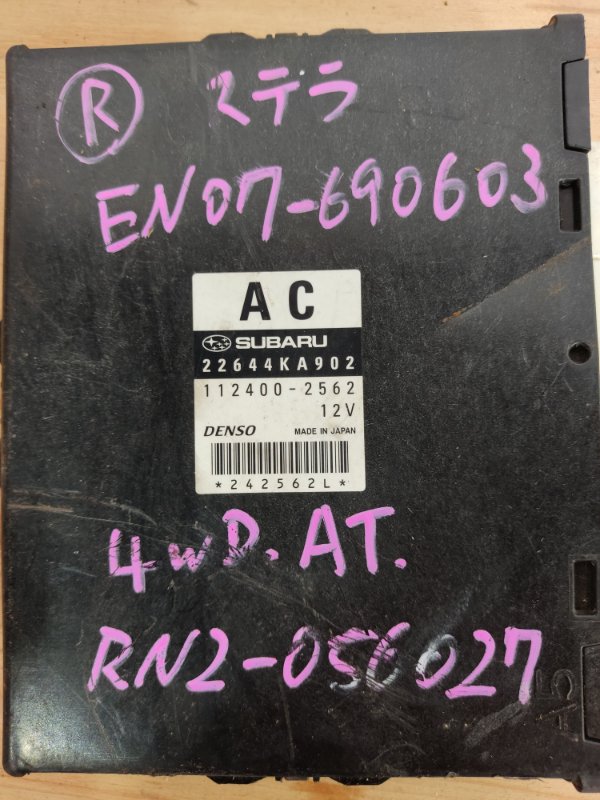 R ステラ
EN07-690603
AC
SUBARU
22644KA902
112400-2562
12V
DENSO MADE IN JAPAN
*242562L*
4WD. AT.
RN2-056027